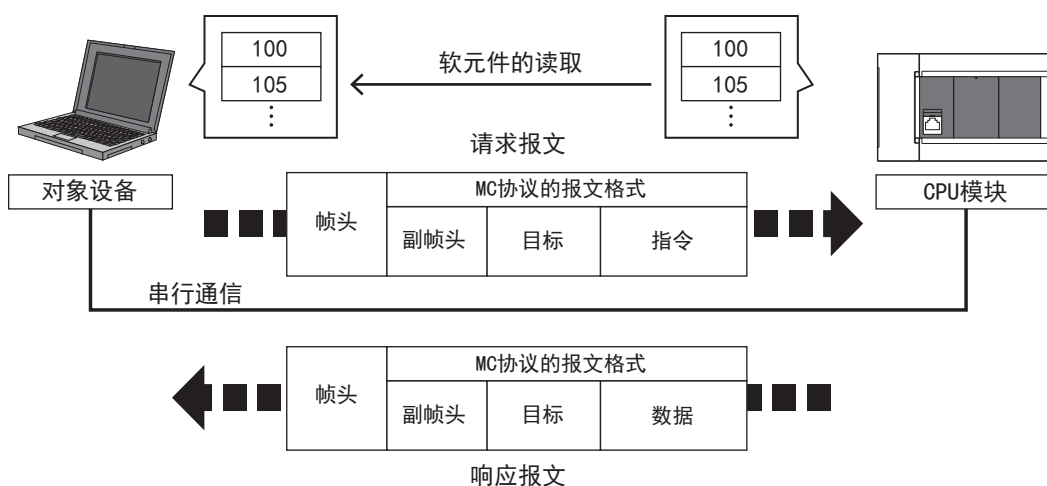 100
105
⋮
软元件的读取
100
105
⋮
请求报文
对象设备
CPU模块
帧头
MC协议的报文格式
副帧头
目标
指令
串行通信
帧头
MC协议的报文格式
副帧头
目标
数据
响应报文